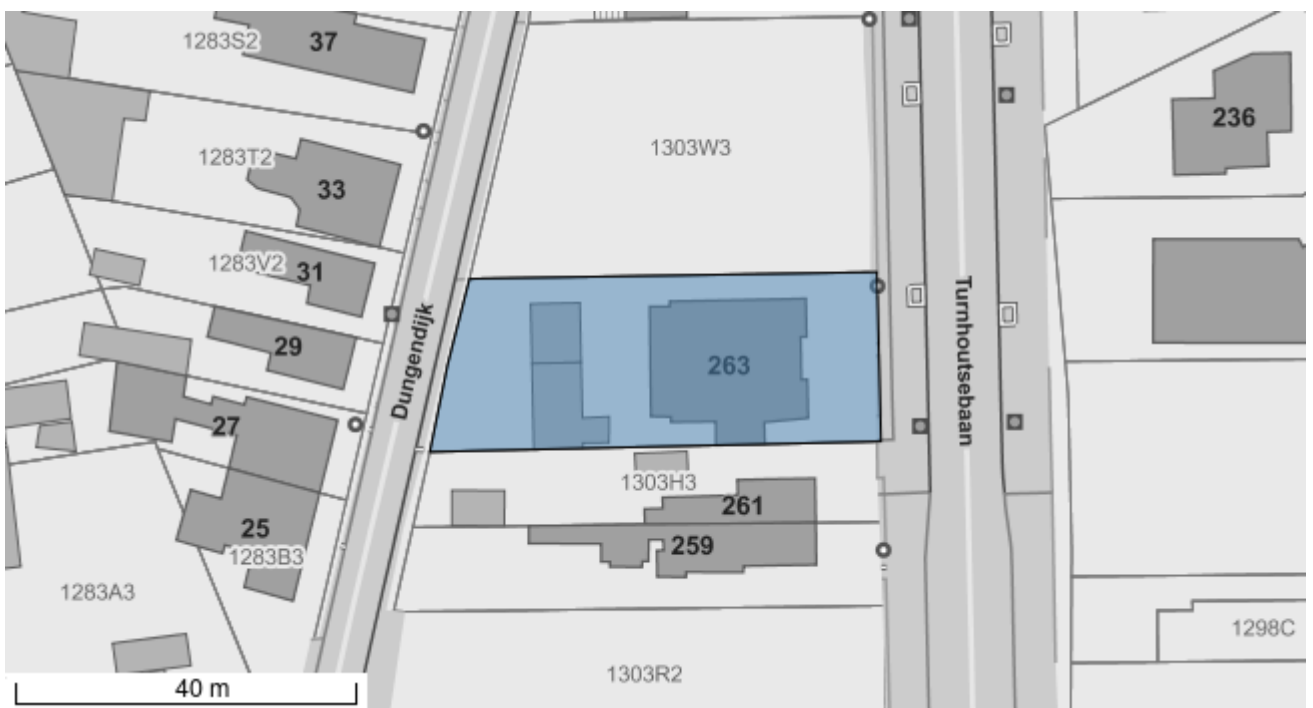 1283S2
37
1303W3
236
1283T2
33
1283V2
31
29
Dungendijk
263
Turnhoutsebaan
27
1303H3
261
25
259
1283B3
1283A3
1303R2
1298C
40 m